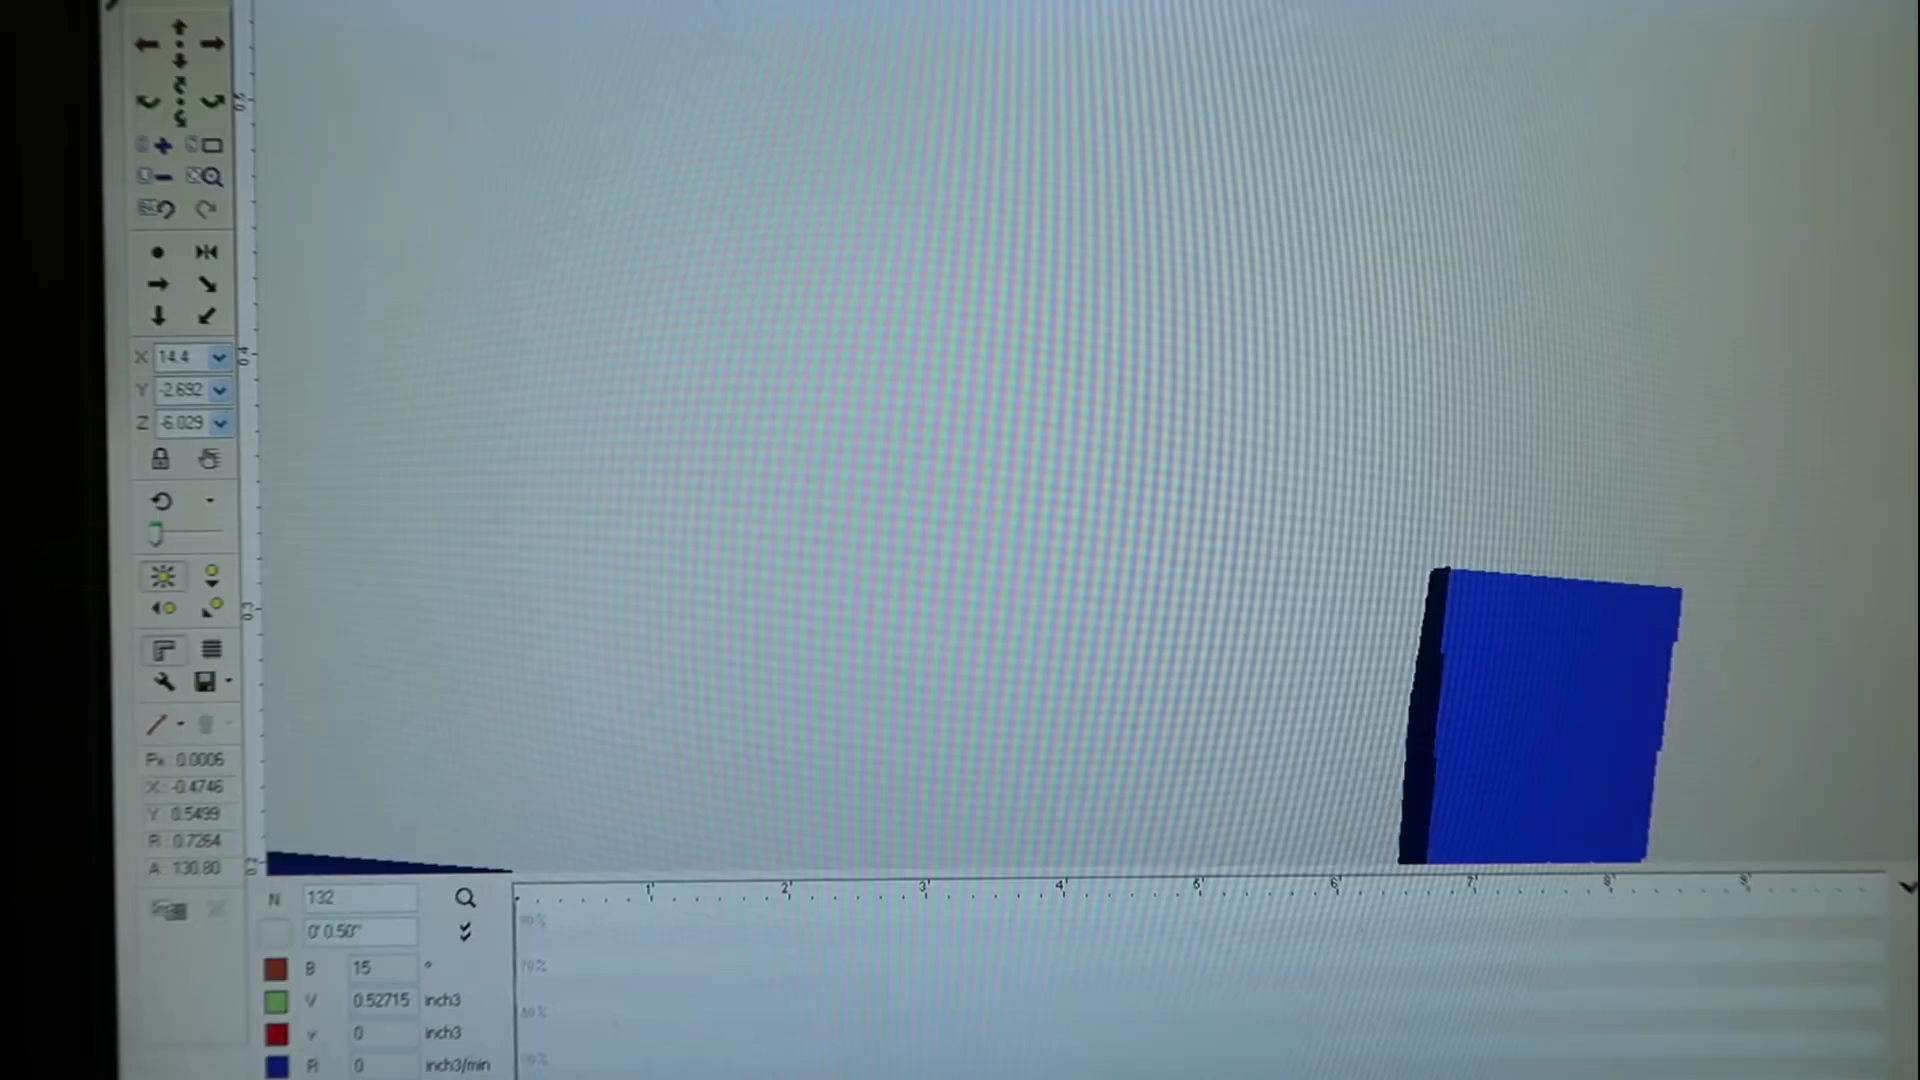 X 14.4
Y -2.692
Z -6.029
Px 0.0006
X: -0.4746
Y 0.5499
R: 0.7264
A: 130.80
N 132
0' 0.50"
B 15 °
V 0.52715 inch3
v 0 inch3
R 0 inch3/min
1' 2' 3' 4' 5' 6' 7' 8' 9'